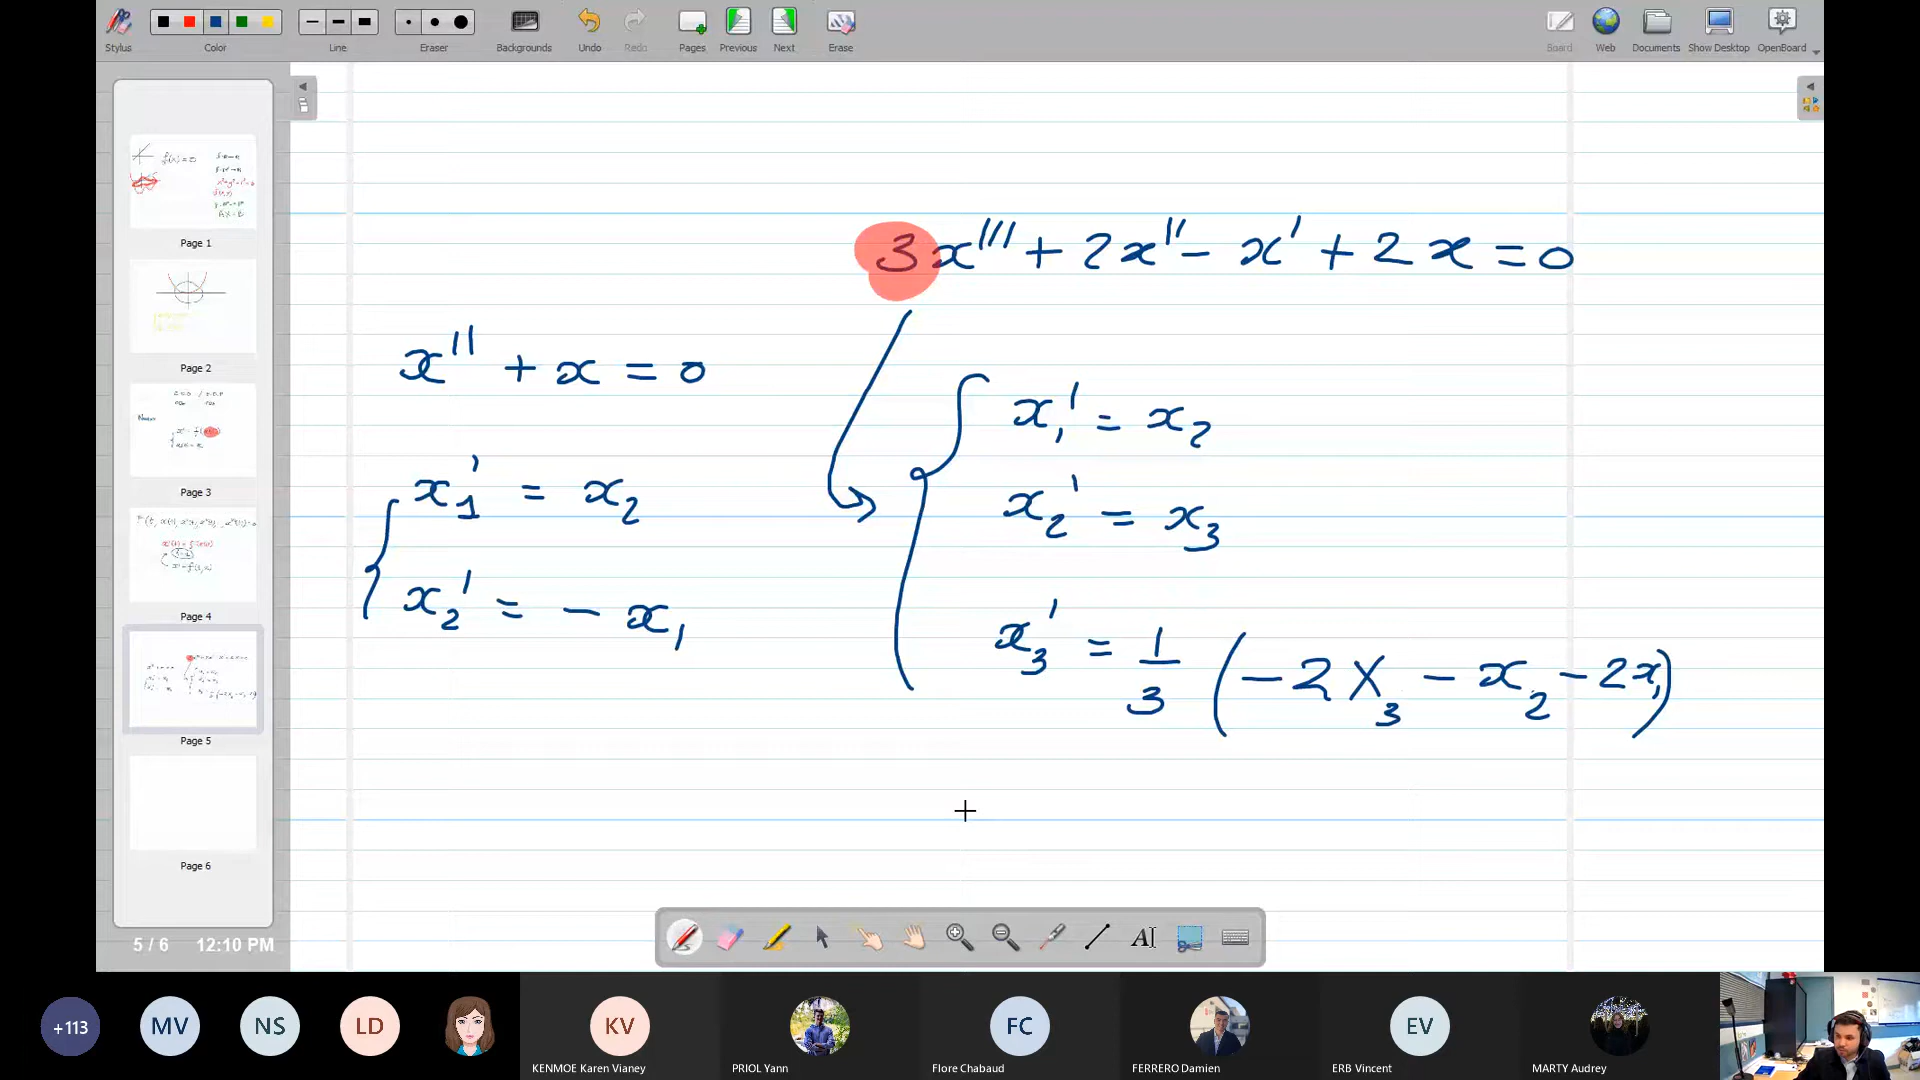 Stylus Color Line Eraser Backgrounds Undo Redo Pages Previous Next Erase Board Web Documents Show Desktop OpenBoard
Page 1
Page 2
Page 3
Page 4
Page 5
Page 6
5 / 6 12:10 PM
3x''' + 2x'' - x' + 2x = 0
x'' + x = 0
x₁' = x₂
x₂' = - x₁
x₁' = x₂
x₂' = x₃
x₃' = 1/3 (-2X₃ - x₂ - 2x₁)
+113 MV NS LD KV FC EV
KENMOE Karen Vianey PRIOL Yann Flore Chabaud FERRERO Damien ERB Vincent MARTY Audrey